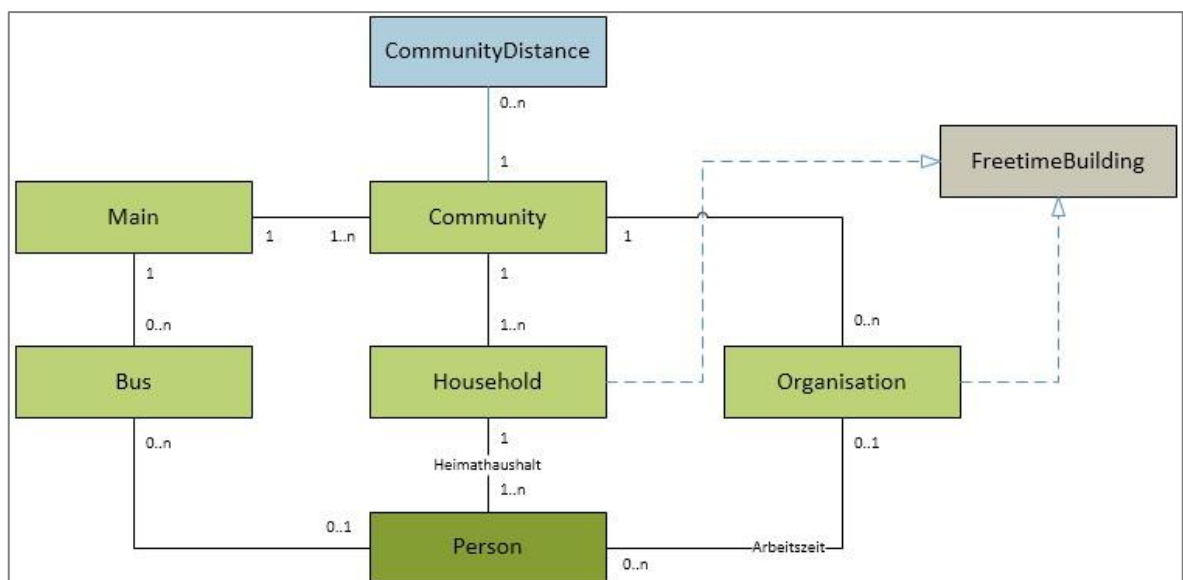 CommunityDistance
0..n
1
FreetimeBuilding
Main
Community
1
1..n
1
1
1
0..n
1..n
0..n
Bus
Household
Organisation
0..n
1
0..1
Heimathaushalt
1..n
0..1
Person
Arbeitszeit
0..n